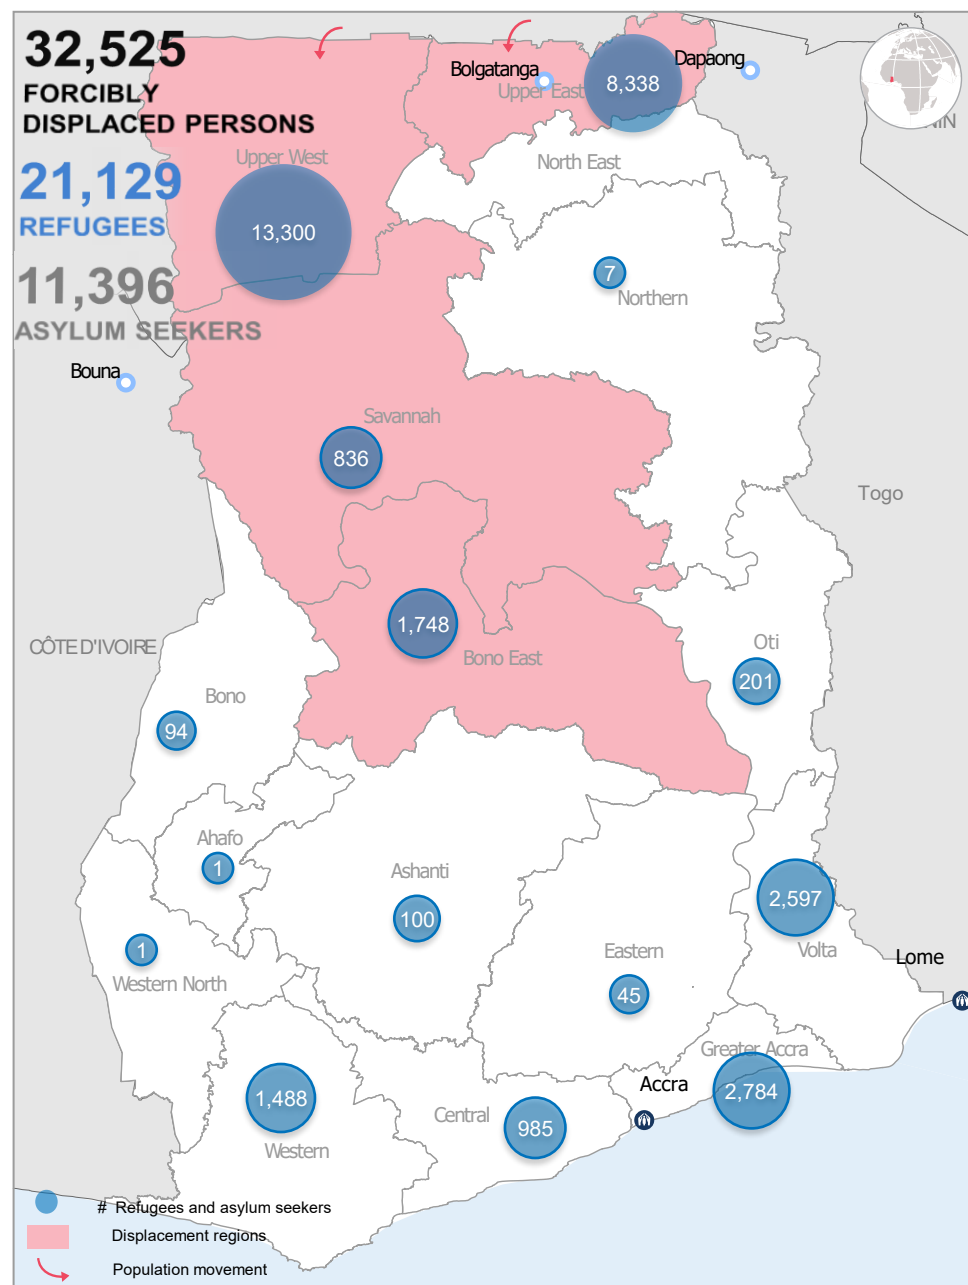 32,525
FORCIBLY
DISPLACED PERSONS
21,129
REFUGEES
11,396
ASYLUM SEEKERS
Bolgatanga
Dapaong
Upper East
8,338
NIN
North East
Upper West
13,300
7
Northern
Bouna
Savannah
836
Togo
1,748
Bono East
CÔTE D'IVOIRE
Oti
201
Bono
94
Ahafo
1
Ashanti
100
2,597
Volta
Lome
1
Western North
Eastern
45
Greater Accra
2,784
Accra
1,488
Western
Central
985
# Refugees and asylum seekers
Displacement regions
Population movement